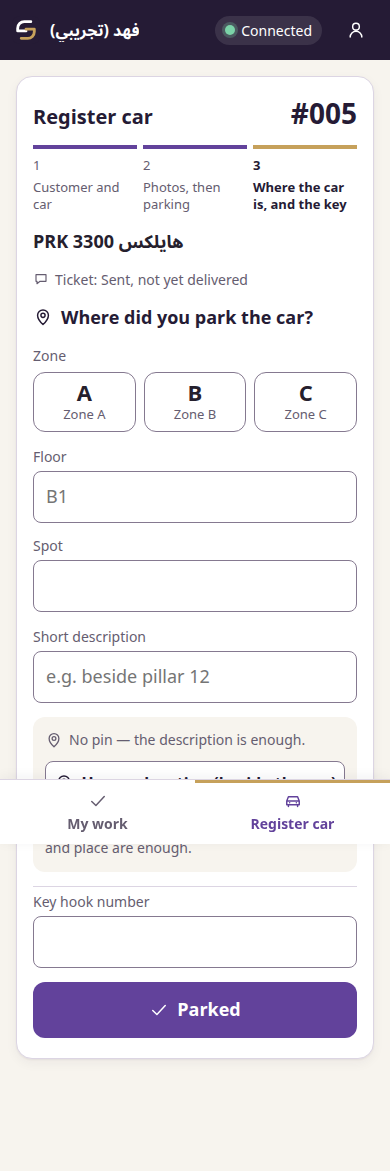 فهد (تجريبي)
Connected
Register car
#005
1
Customer and car
2
Photos, then parking
3
Where the car is, and the key
PRK 3300 هايلكس
Ticket: Sent, not yet delivered
Where did you park the car?
Zone
A
Zone A
B
Zone B
C
Zone C
Floor
B1
Spot
Short description
e.g. beside pillar 12
No pin — the description is enough.
My work
Register car
and place are enough.
Key hook number
Parked